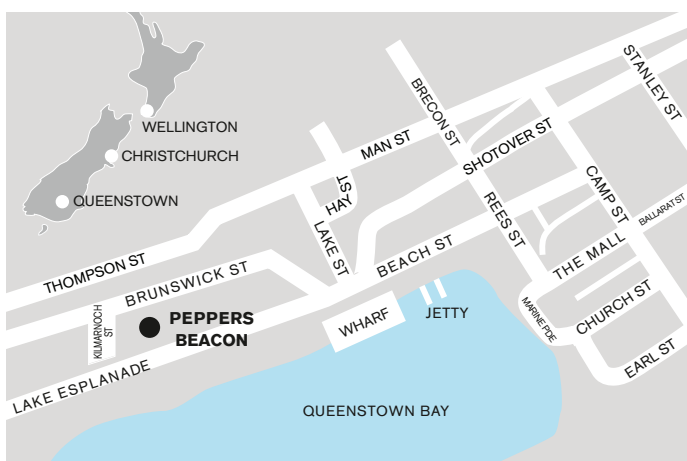 WELLINGTON
CHRISTCHURCH
QUEENSTOWN
STANLEY ST
BRECON ST
MAN ST
SHOTOVER ST
HAY ST
CAMP ST
REES ST
BALLARAT ST
LAKE ST
BEACH ST
THE MALL
THOMPSON ST
BRUNSWICK ST
KILMARNOCH
ST
PEPPERS
BEACON
WHARF
JETTY
MARINE PDE
CHURCH ST
EARL ST
LAKE ESPLANADE
QUEENSTOWN BAY